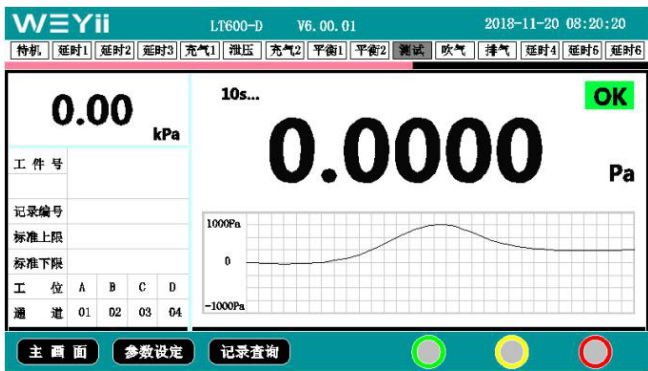 WEYii LT600-D V6.00.01 2018-11-20 08:20:20
待机 延时1 延时2 延时3 充气1 泄压 充气2 平衡1 平衡2 测试 吹气 排气 延时4 延时5 延时6
0.00 kPa
10s...
OK
0.0000 Pa
工件号
记录编号
标准上限
标准下限
工位 A B C D
通道 01 02 03 04
1000Pa
0
-1000Pa
主画面 参数设定 记录查询